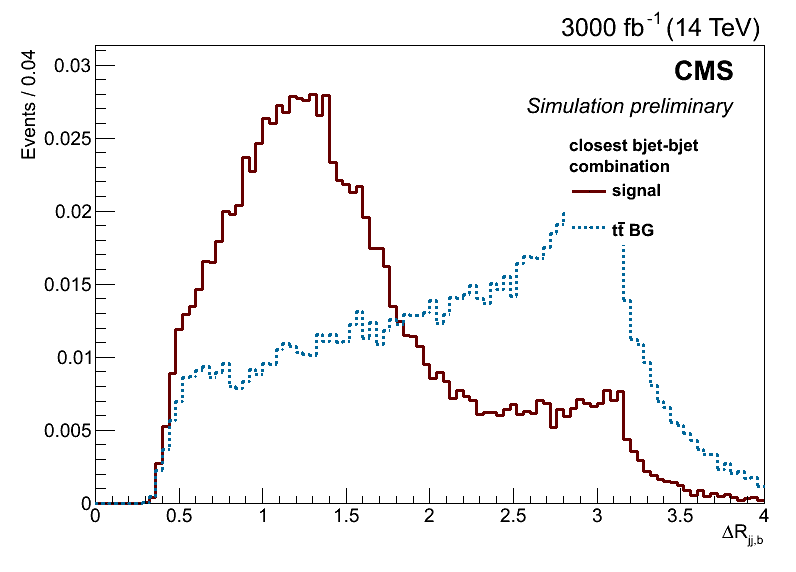 3000 fb⁻¹ (14 TeV)
Events / 0.04
CMS
Simulation preliminary
closest bjet-bjet
combination
signal
tt̄ BG
0.03
0.025
0.02
0.015
0.01
0.005
0
0 0.5 1 1.5 2 2.5 3 3.5 4
ΔR_jj,b